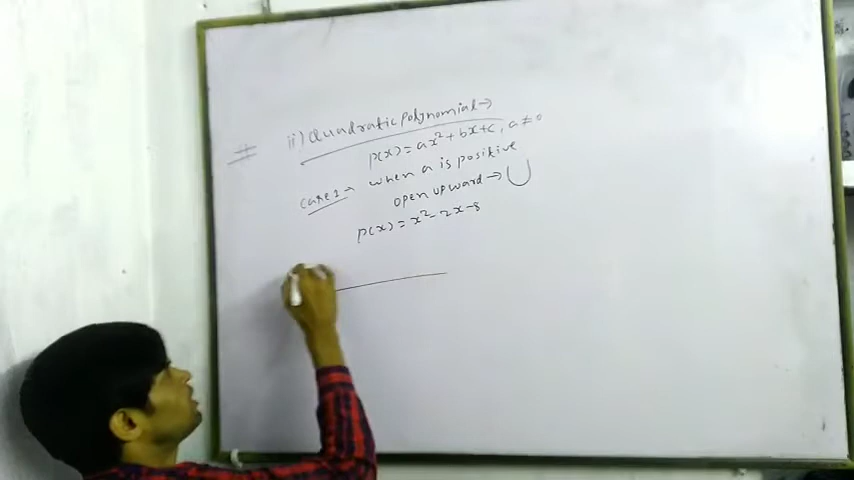 # ii) Quadratic Polynomial →
p(x) = ax² + bx + c, a ≠ 0
case 1 → when a is positive
open upward → ∪
p(x) = x² - 2x - 8